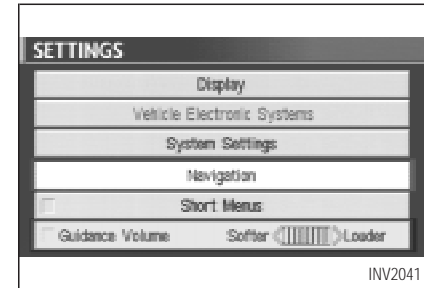 SETTINGS
Display
Vehicle Electronic Systems
System Settings
Navigation
Short Menus
Guidance Volume Softer Louder
INV2041